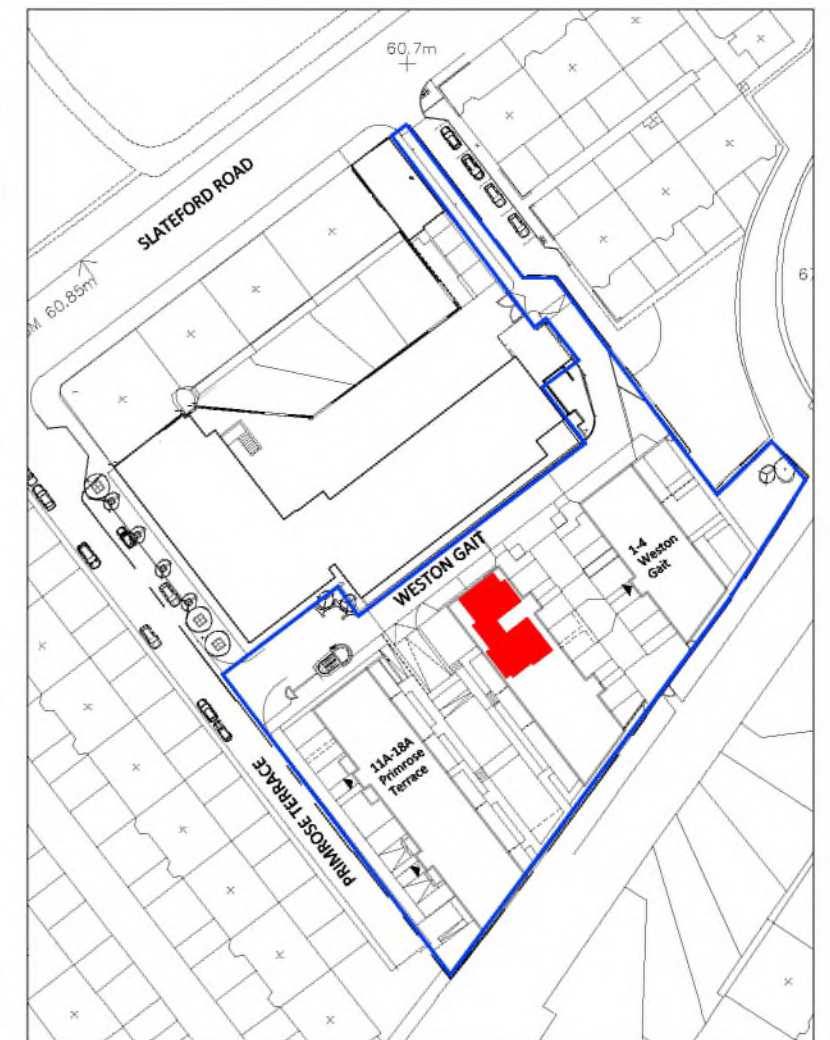 60.7m
SLATEFORD ROAD
M 60.85m
67
WESTON GAIT
1-4
Weston
Gait
11A-18A
Primrose
Terrace
PRIMROSE TERRACE